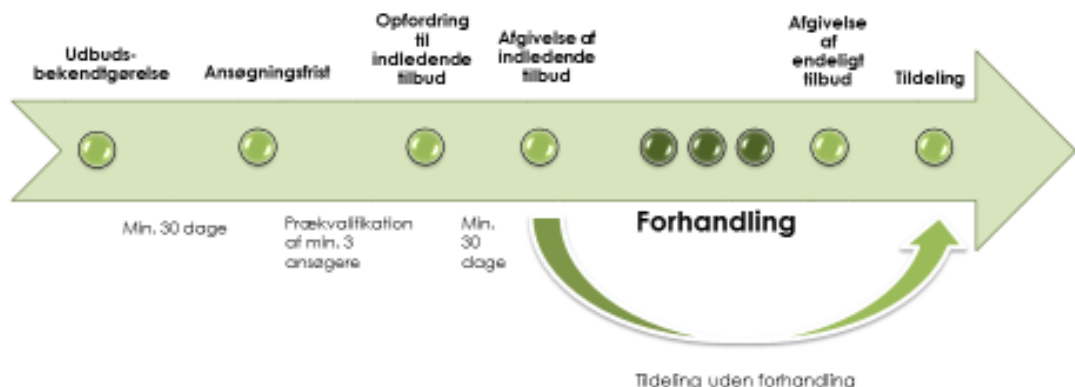 Udbuds-
bekendtgørelse
Ansøgningsfrist
Opfordring
til
indledende
tilbud
Afgivelse af
indledende
tilbud
Afgivelse
af
endeligt
tilbud
Tildeling
Min. 30 dage
Prækvalifikation
af min. 3
ansøgere
Min.
30
dage
Forhandling
Tildeling uden forhandling